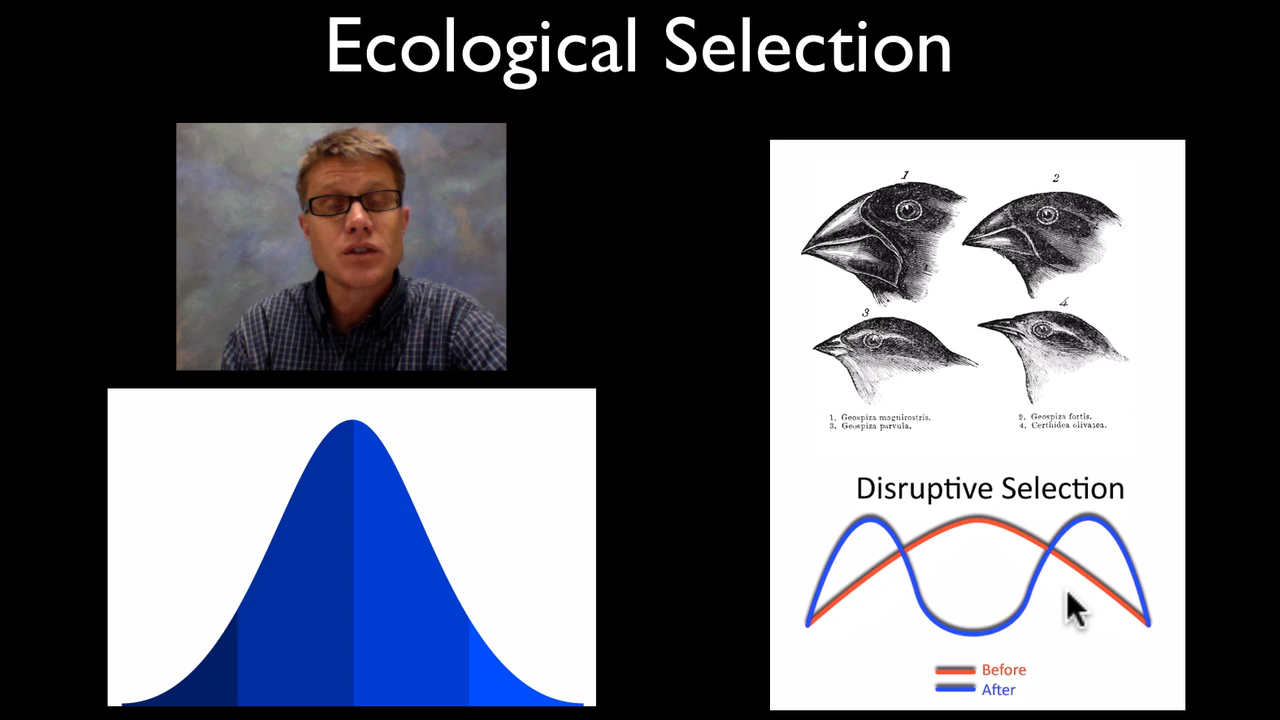 Ecological Selection
1
2
3
4
1. Geospiza magnirostris.
2. Geospiza fortis.
3. Geospiza parvula.
4. Certhidea olivasea.
Disruptive Selection
Before
After